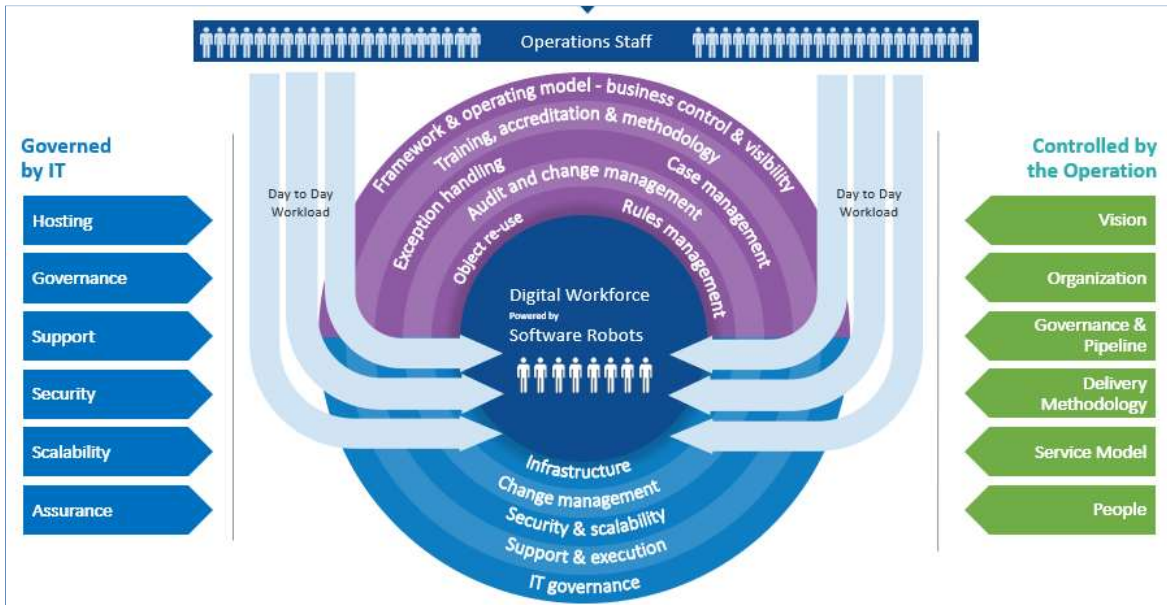 Operations Staff
Governed
by IT
Hosting
Governance
Support
Security
Scalability
Assurance
Day to Day
Workload
Framework & operating model - business control & visibility
Training, accreditation & methodology
Exception handling
Case management
Audit and change management
Object re-use
Rules management
Digital Workforce
Powered by
Software Robots
Infrastructure
Change management
Security & scalability
Support & execution
IT governance
Day to Day
Workload
Controlled by
the Operation
Vision
Organization
Governance &
Pipeline
Delivery
Methodology
Service Model
People